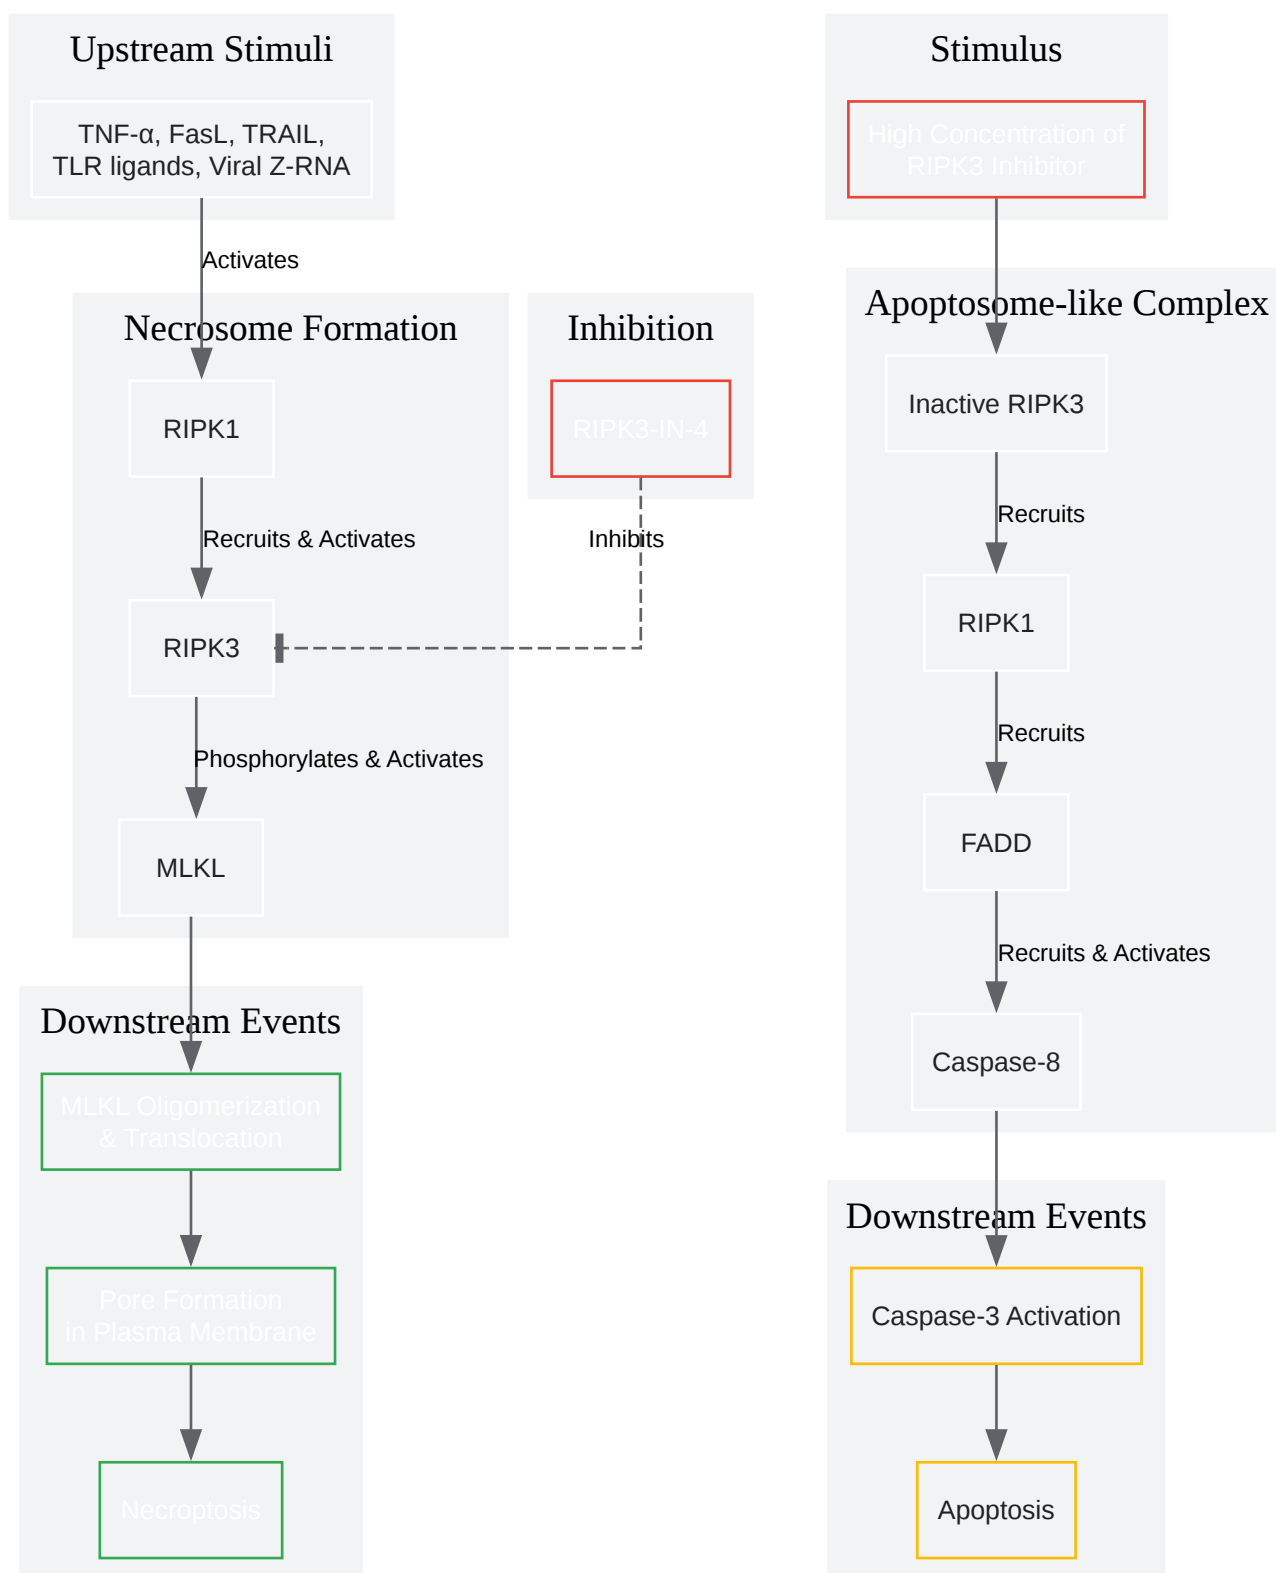 Upstream Stimuli
TNF-α, FasL, TRAIL,
TLR ligands, Viral Z-RNA
Activates
Necrosome Formation
RIPK1
Recruits & Activates
RIPK3
Phosphorylates & Activates
MLKL
Inhibition
RIPK3-IN-4
Inhibits
Downstream Events
MLKL Oligomerization
& Translocation
Pore Formation
in Plasma Membrane
Necroptosis
Stimulus
High Concentration of
RIPK3 Inhibitor
Apoptosome-like Complex
Inactive RIPK3
Recruits
RIPK1
Recruits
FADD
Recruits & Activates
Caspase-8
Downstream Events
Caspase-3 Activation
Apoptosis